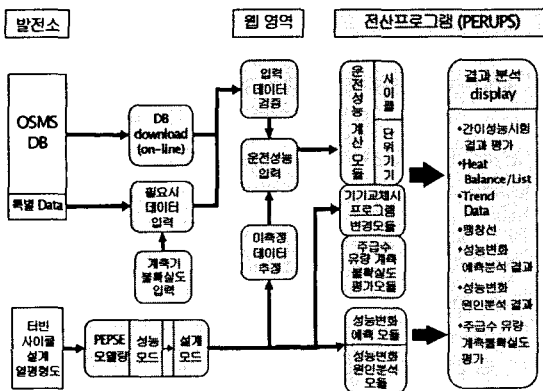 발전소
웹 영역
전산프로그램 (PERUPS)
OSMS
DB
특별 Data
DB
download
(on-line)
필요시
데이터
입력
계측기
불확실도
입력
입력
데이터
검증
운전성능
입력
미측정
데이터
추정
운전성능
계산 모듈
사이클
단위기기
기기교체시
프로그램
변경모듈
주급수
유량 계측
불확실도
평가모듈
터빈
사이클
설계
열평형도
PEPSE
모델링
성능
모드
설계
모드
성능변화
예측 모듈
성능변화
원인분석
모듈
결과 분석
display
•간이성능시험
결과 평가
•Heat
Balance/List
•Trend
Data
•팽창선
•성능변화
예측분석 결과
•성능변화
원인분석 결과
•주급수 유량
계측불확실도
평가